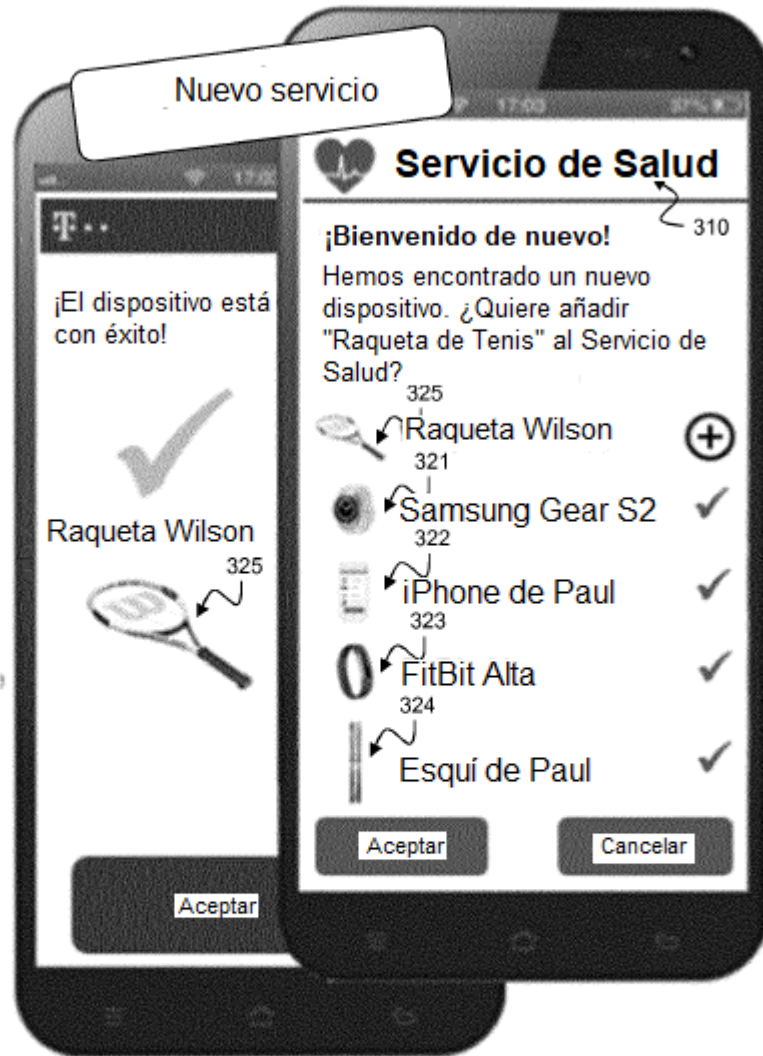 Nuevo servicio
17:0
T··
¡El dispositivo está
con éxito!
Raqueta Wilson
325
Aceptar
17:03
Servicio de Salud
310
¡Bienvenido de nuevo!
Hemos encontrado un nuevo
dispositivo. ¿Quiere añadir
"Raqueta de Tenis" al Servicio de
Salud?
325
Raqueta Wilson
321
Samsung Gear S2
322
iPhone de Paul
323
FitBit Alta
324
Esquí de Paul
Aceptar Cancelar